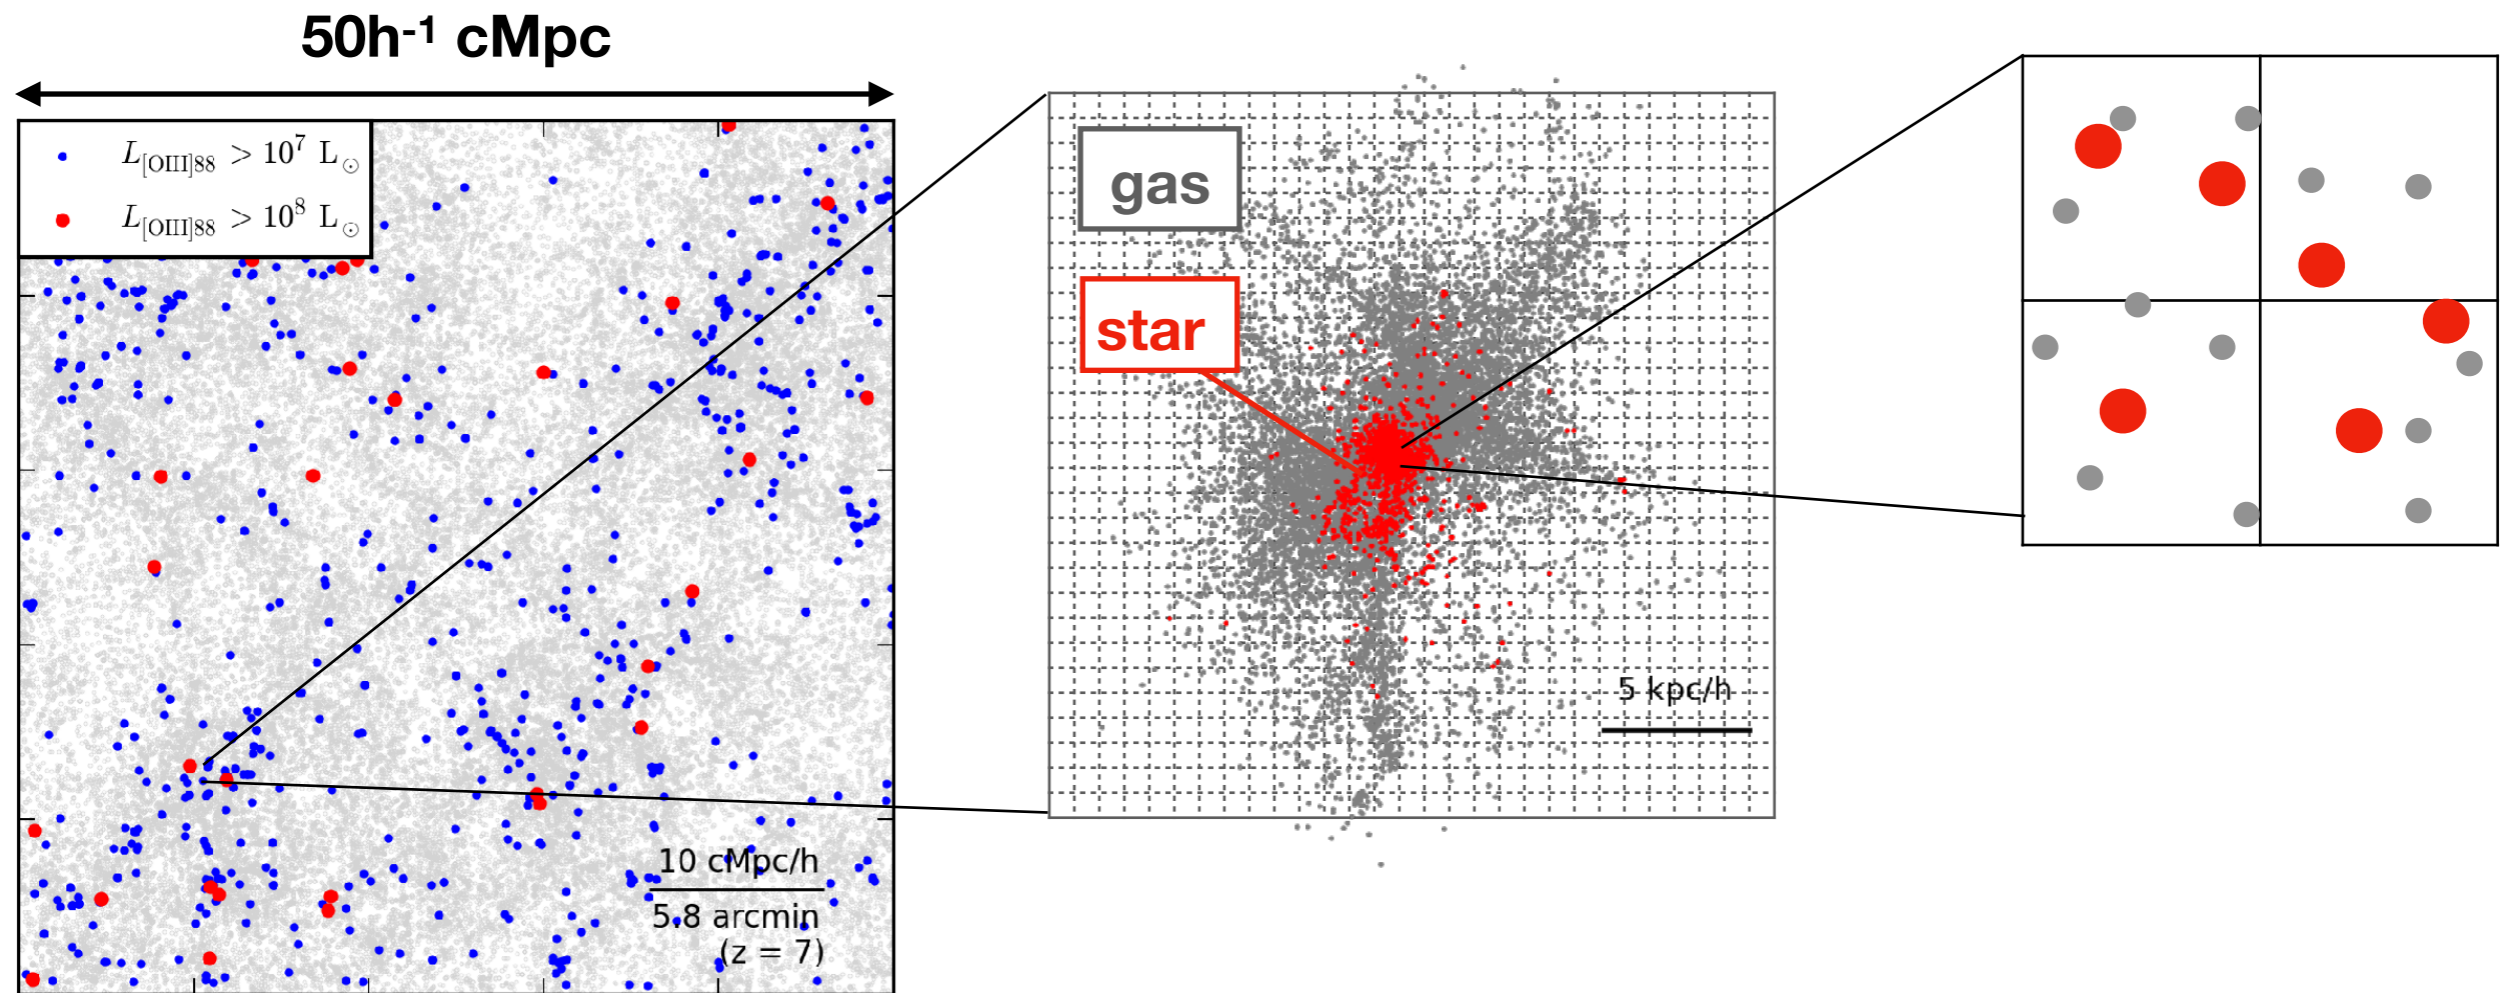 50h⁻¹ cMpc
L[OIII]88 > 10⁷ L☉
L[OIII]88 > 10⁸ L☉
10 cMpc/h
5.8 arcmin
(z = 7)
gas
star
5 kpc/h